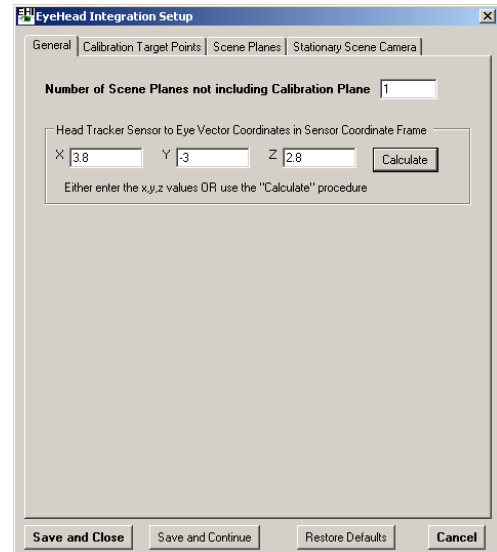 EyeHead Integration Setup
General Calibration Target Points Scene Planes Stationary Scene Camera
Number of Scene Planes not including Calibration Plane 1
Head Tracker Sensor to Eye Vector Coordinates in Sensor Coordinate Frame
X 3.8 Y -3 Z 2.8 Calculate
Either enter the x,y,z values OR use the "Calculate" procedure
Save and Close Save and Continue Restore Defaults Cancel